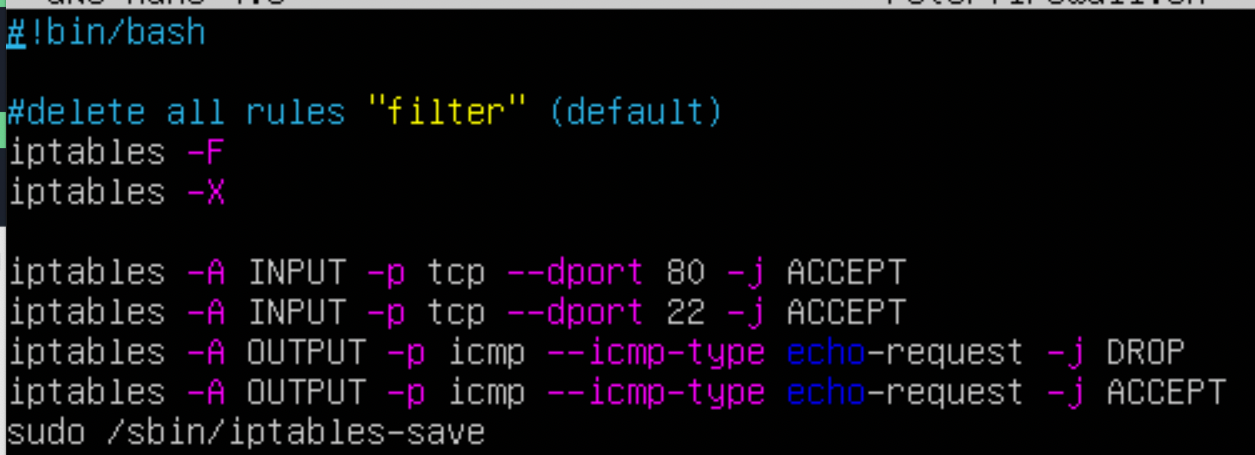 #!bin/bash
#delete all rules "filter" (default)
iptables -F
iptables -X
iptables -A INPUT -p tcp --dport 80 -j ACCEPT
iptables -A INPUT -p tcp --dport 22 -j ACCEPT
iptables -A OUTPUT -p icmp --icmp-type echo-request -j DROP
iptables -A OUTPUT -p icmp --icmp-type echo-request -j ACCEPT
sudo /sbin/iptables-save